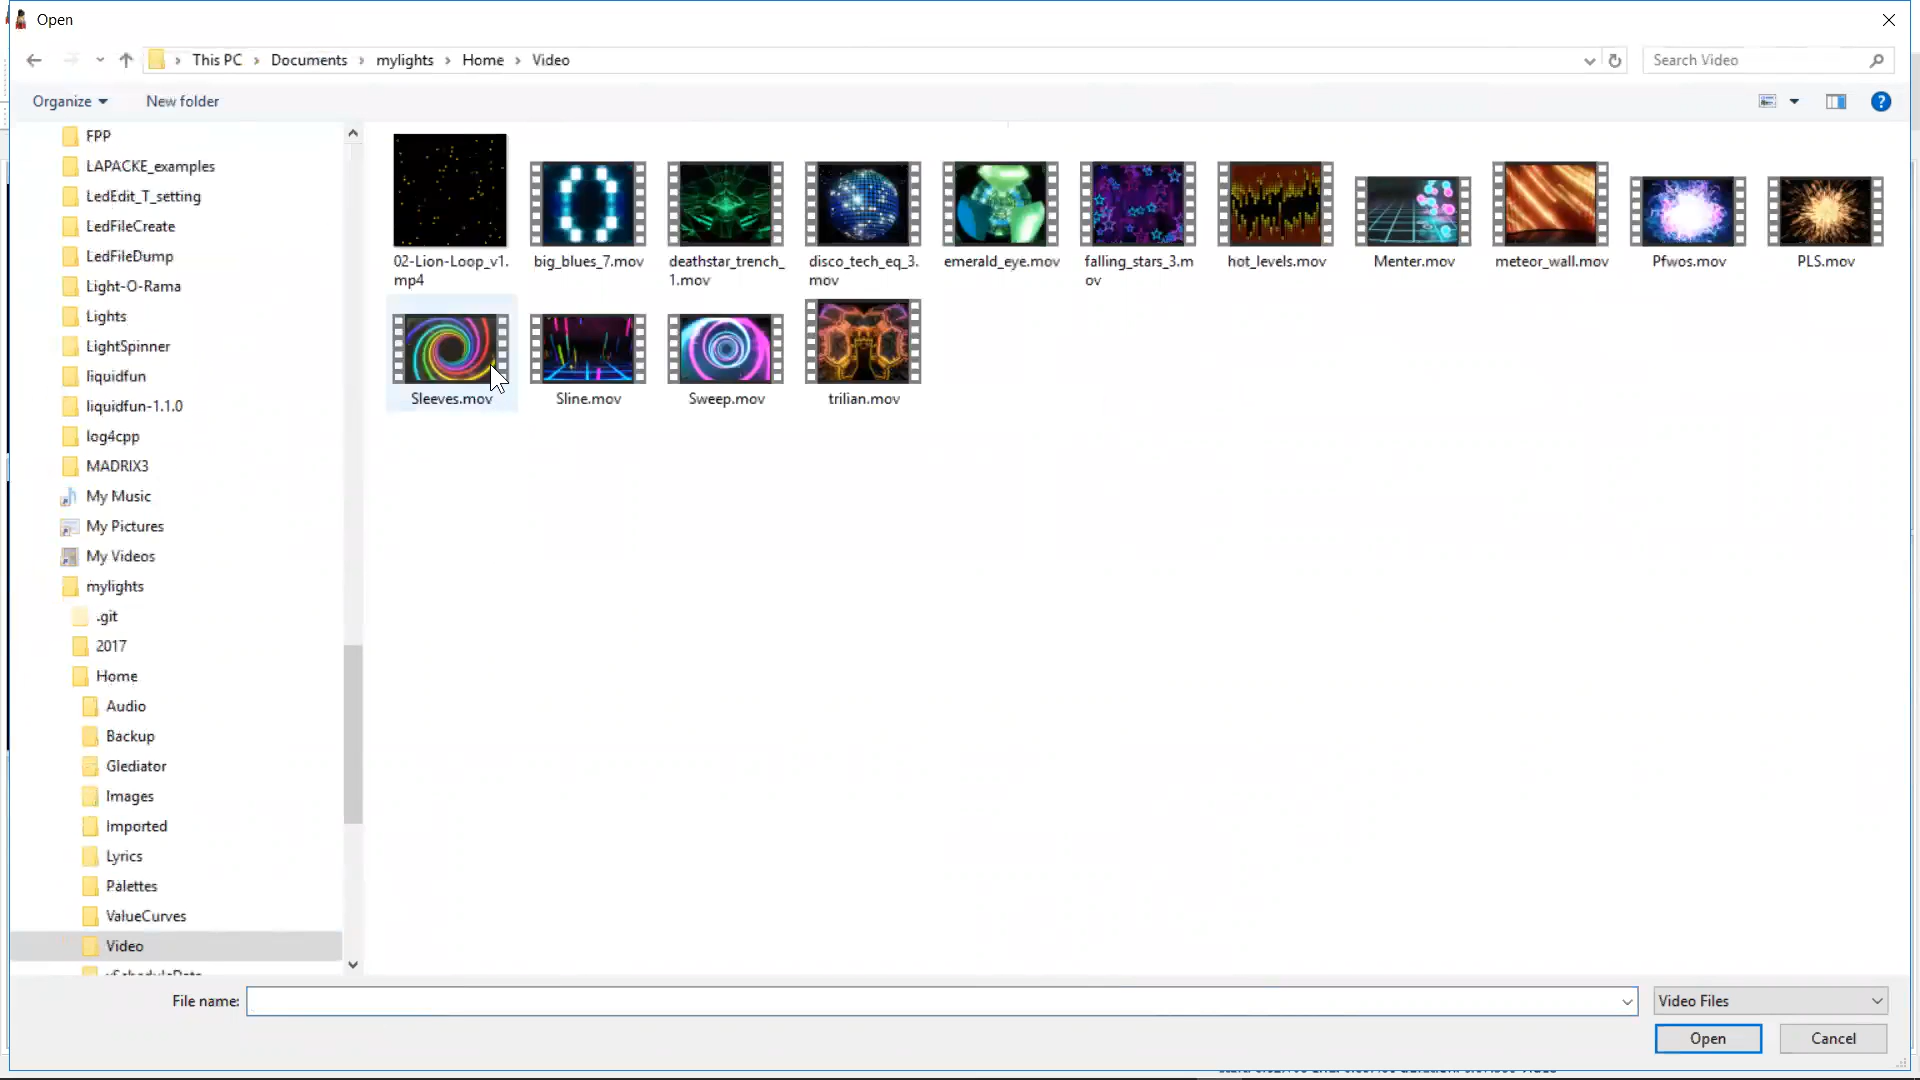 Open
This PC > Documents > mylights > Home > Video
Search Video
Organize
New folder
?
FPP
LAPACKE_examples
LedEdit_T_setting
LedFileCreate
LedFileDump
Light-O-Rama
Lights
LightSpinner
liquidfun
liquidfun-1.1.0
log4cpp
MADRIX3
My Music
My Pictures
My Videos
mylights
.git
2017
Home
Audio
Backup
Glediator
Images
Imported
Lyrics
Palettes
ValueCurves
Video
02-Lion-Loop_v1.
mp4
big_blues_7.mov
deathstar_trench_
1.mov
disco_tech_eq_3.
mov
emerald_eye.mov
falling_stars_3.m
ov
hot_levels.mov
Menter.mov
meteor_wall.mov
Pfwos.mov
PLS.mov
Sleeves.mov
Sline.mov
Sweep.mov
trilian.mov
File name:
Video Files
Open
Cancel